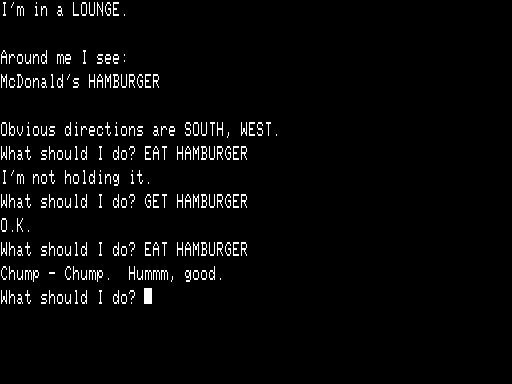 I'm in a LOUNGE.
Around me I see:
McDonald's HAMBURGER
Obvious directions are SOUTH, WEST.
What should I do? EAT HAMBURGER
I'm not holding it.
What should I do? GET HAMBURGER
O.K.
What should I do? EAT HAMBURGER
Chump - Chump.  Hummm, good.
What should I do?